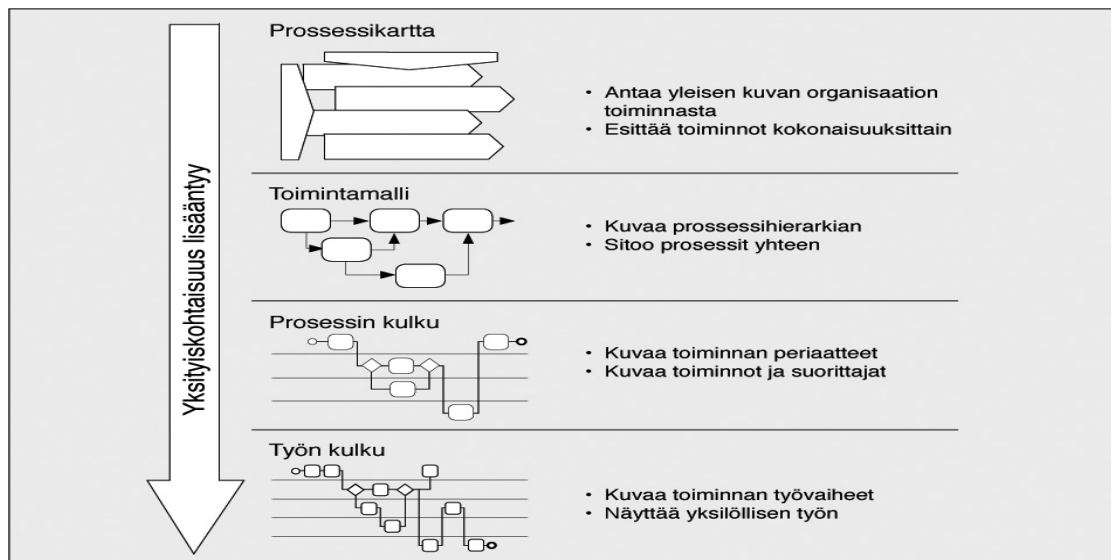 Prossessikartta
• Antaa yleisen kuvan organisaation
toiminnasta
• Esittää toiminnot kokonaisuuksittain
Yksityiskohtaisuus lisääntyy
Toimintamalli
• Kuvaa prossessihierarkian
• Sitoo prosessit yhteen
Prosessin kulku
• Kuvaa toiminnan periaatteet
• Kuvaa toiminnot ja suorittajat
Työn kulku
• Kuvaa toiminnan työvaiheet
• Näyttää yksilöllisen työn